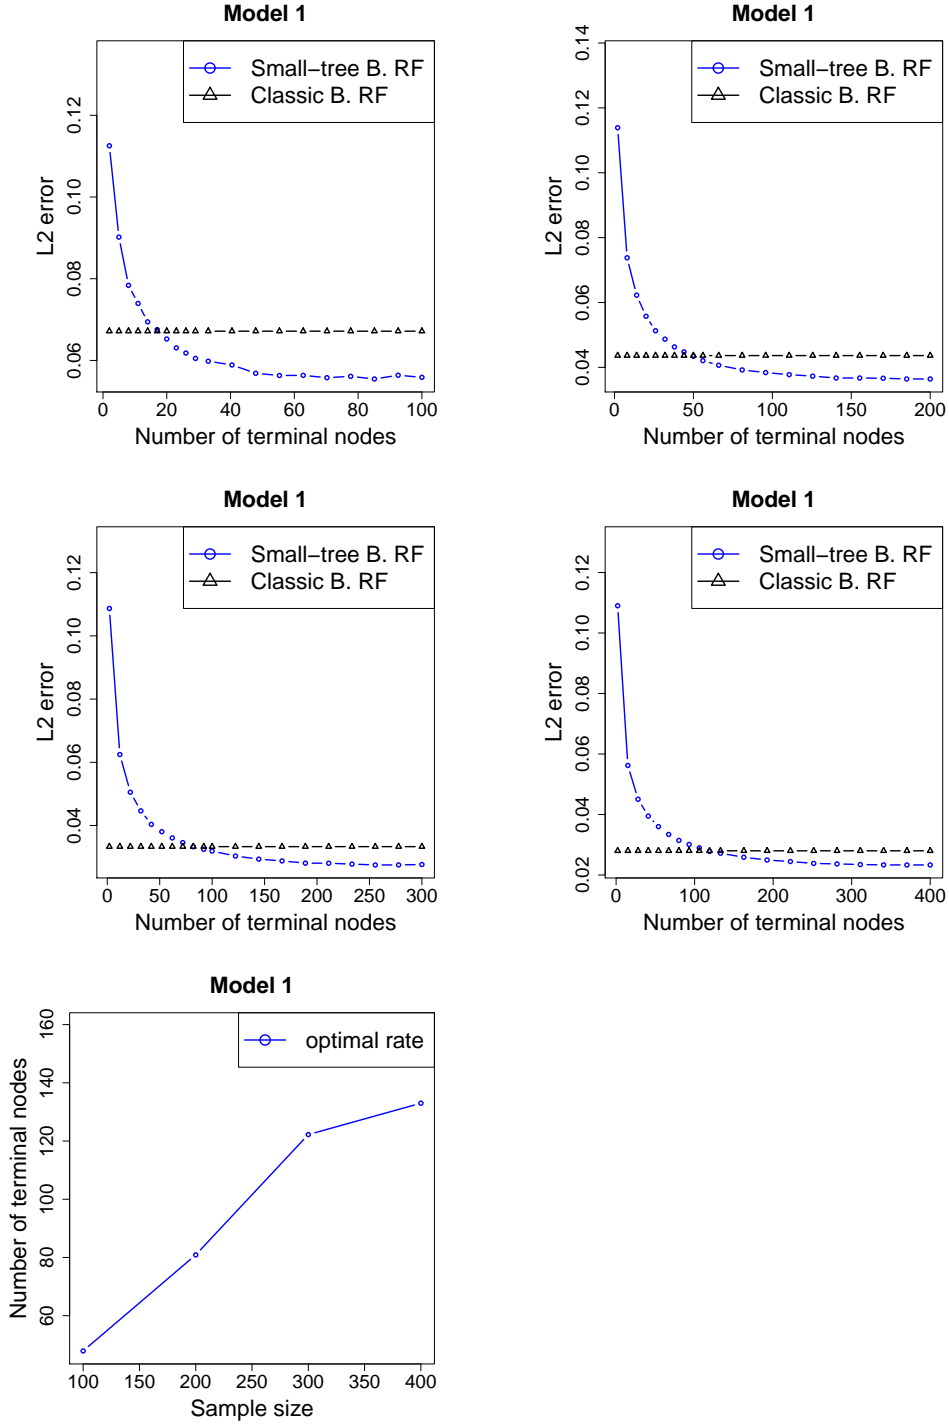 Model 1
Small−tree B. RF
Classic B. RF
L2 error
0.06 0.08 0.10 0.12
0 20 40 60 80 100
Number of terminal nodes
Model 1
Small−tree B. RF
Classic B. RF
L2 error
0.04 0.06 0.08 0.10 0.12 0.14
0 50 100 150 200
Number of terminal nodes
Model 1
Small−tree B. RF
Classic B. RF
L2 error
0.04 0.06 0.08 0.10 0.12
0 50 100 150 200 250 300
Number of terminal nodes
Model 1
Small−tree B. RF
Classic B. RF
L2 error
0.02 0.04 0.06 0.08 0.10 0.12
0 100 200 300 400
Number of terminal nodes
Model 1
optimal rate
Number of terminal nodes
60 80 100 120 140 160
100 150 200 250 300 350 400
Sample size